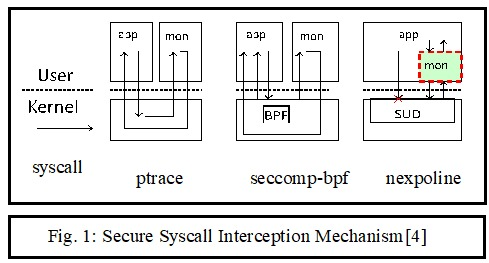 app mon app mon app
mon
User
Kernel
BPF SUD
syscall
ptrace seccomp-bpf nexpoline
Fig. 1: Secure Syscall Interception Mechanism[4]